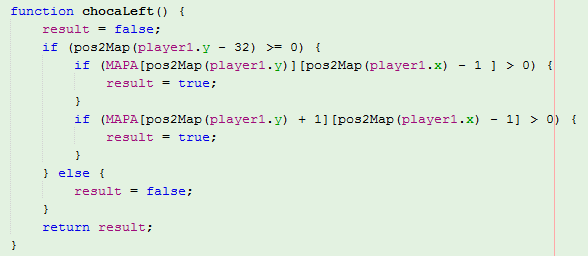 function chocaLeft() {
result = false;
if (pos2Map(player1.y - 32) >= 0) {
if (MAPA[pos2Map(player1.y)][pos2Map(player1.x) - 1 ] > 0) {
result = true;
}
if (MAPA[pos2Map(player1.y) + 1][pos2Map(player1.x) - 1] > 0) {
result = true;
}
} else {
result = false;
}
return result;
}